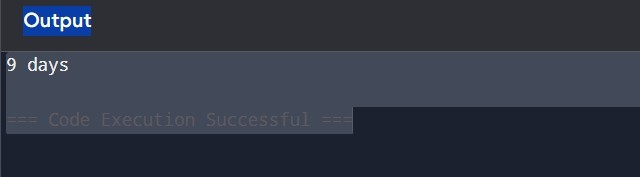 Output
9 days
=== Code Execution Successful ===